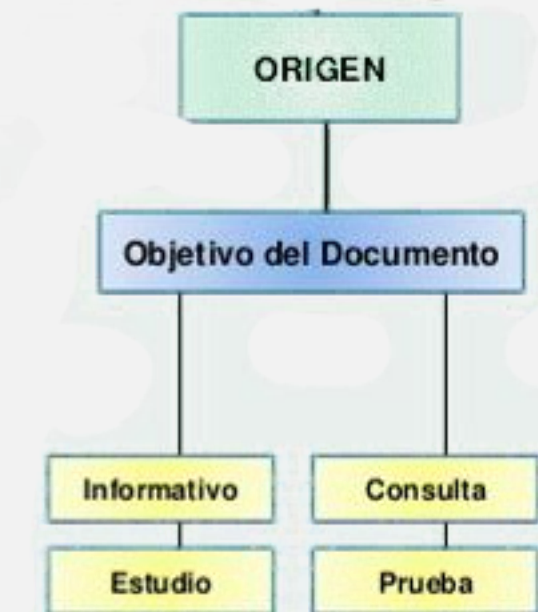 ORIGEN
Objetivo del Documento
Informativo
Consulta
Estudio
Prueba